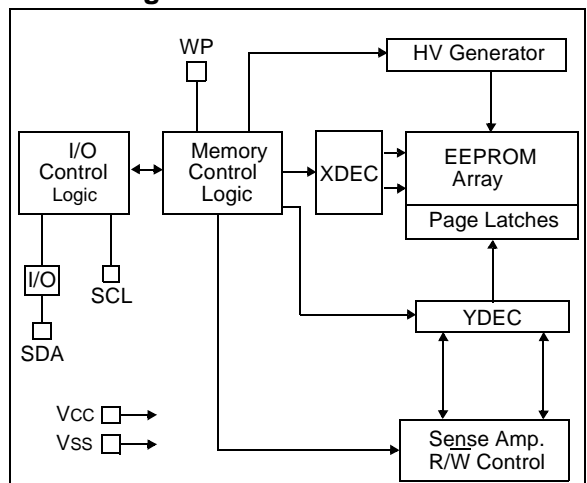 WP
HV Generator
I/O
Control
Logic
Memory
Control
Logic
XDEC
EEPROM
Array
Page Latches
I/O
SCL
SDA
YDEC
VCC
VSS
Sense Amp.
R/W̅ Control